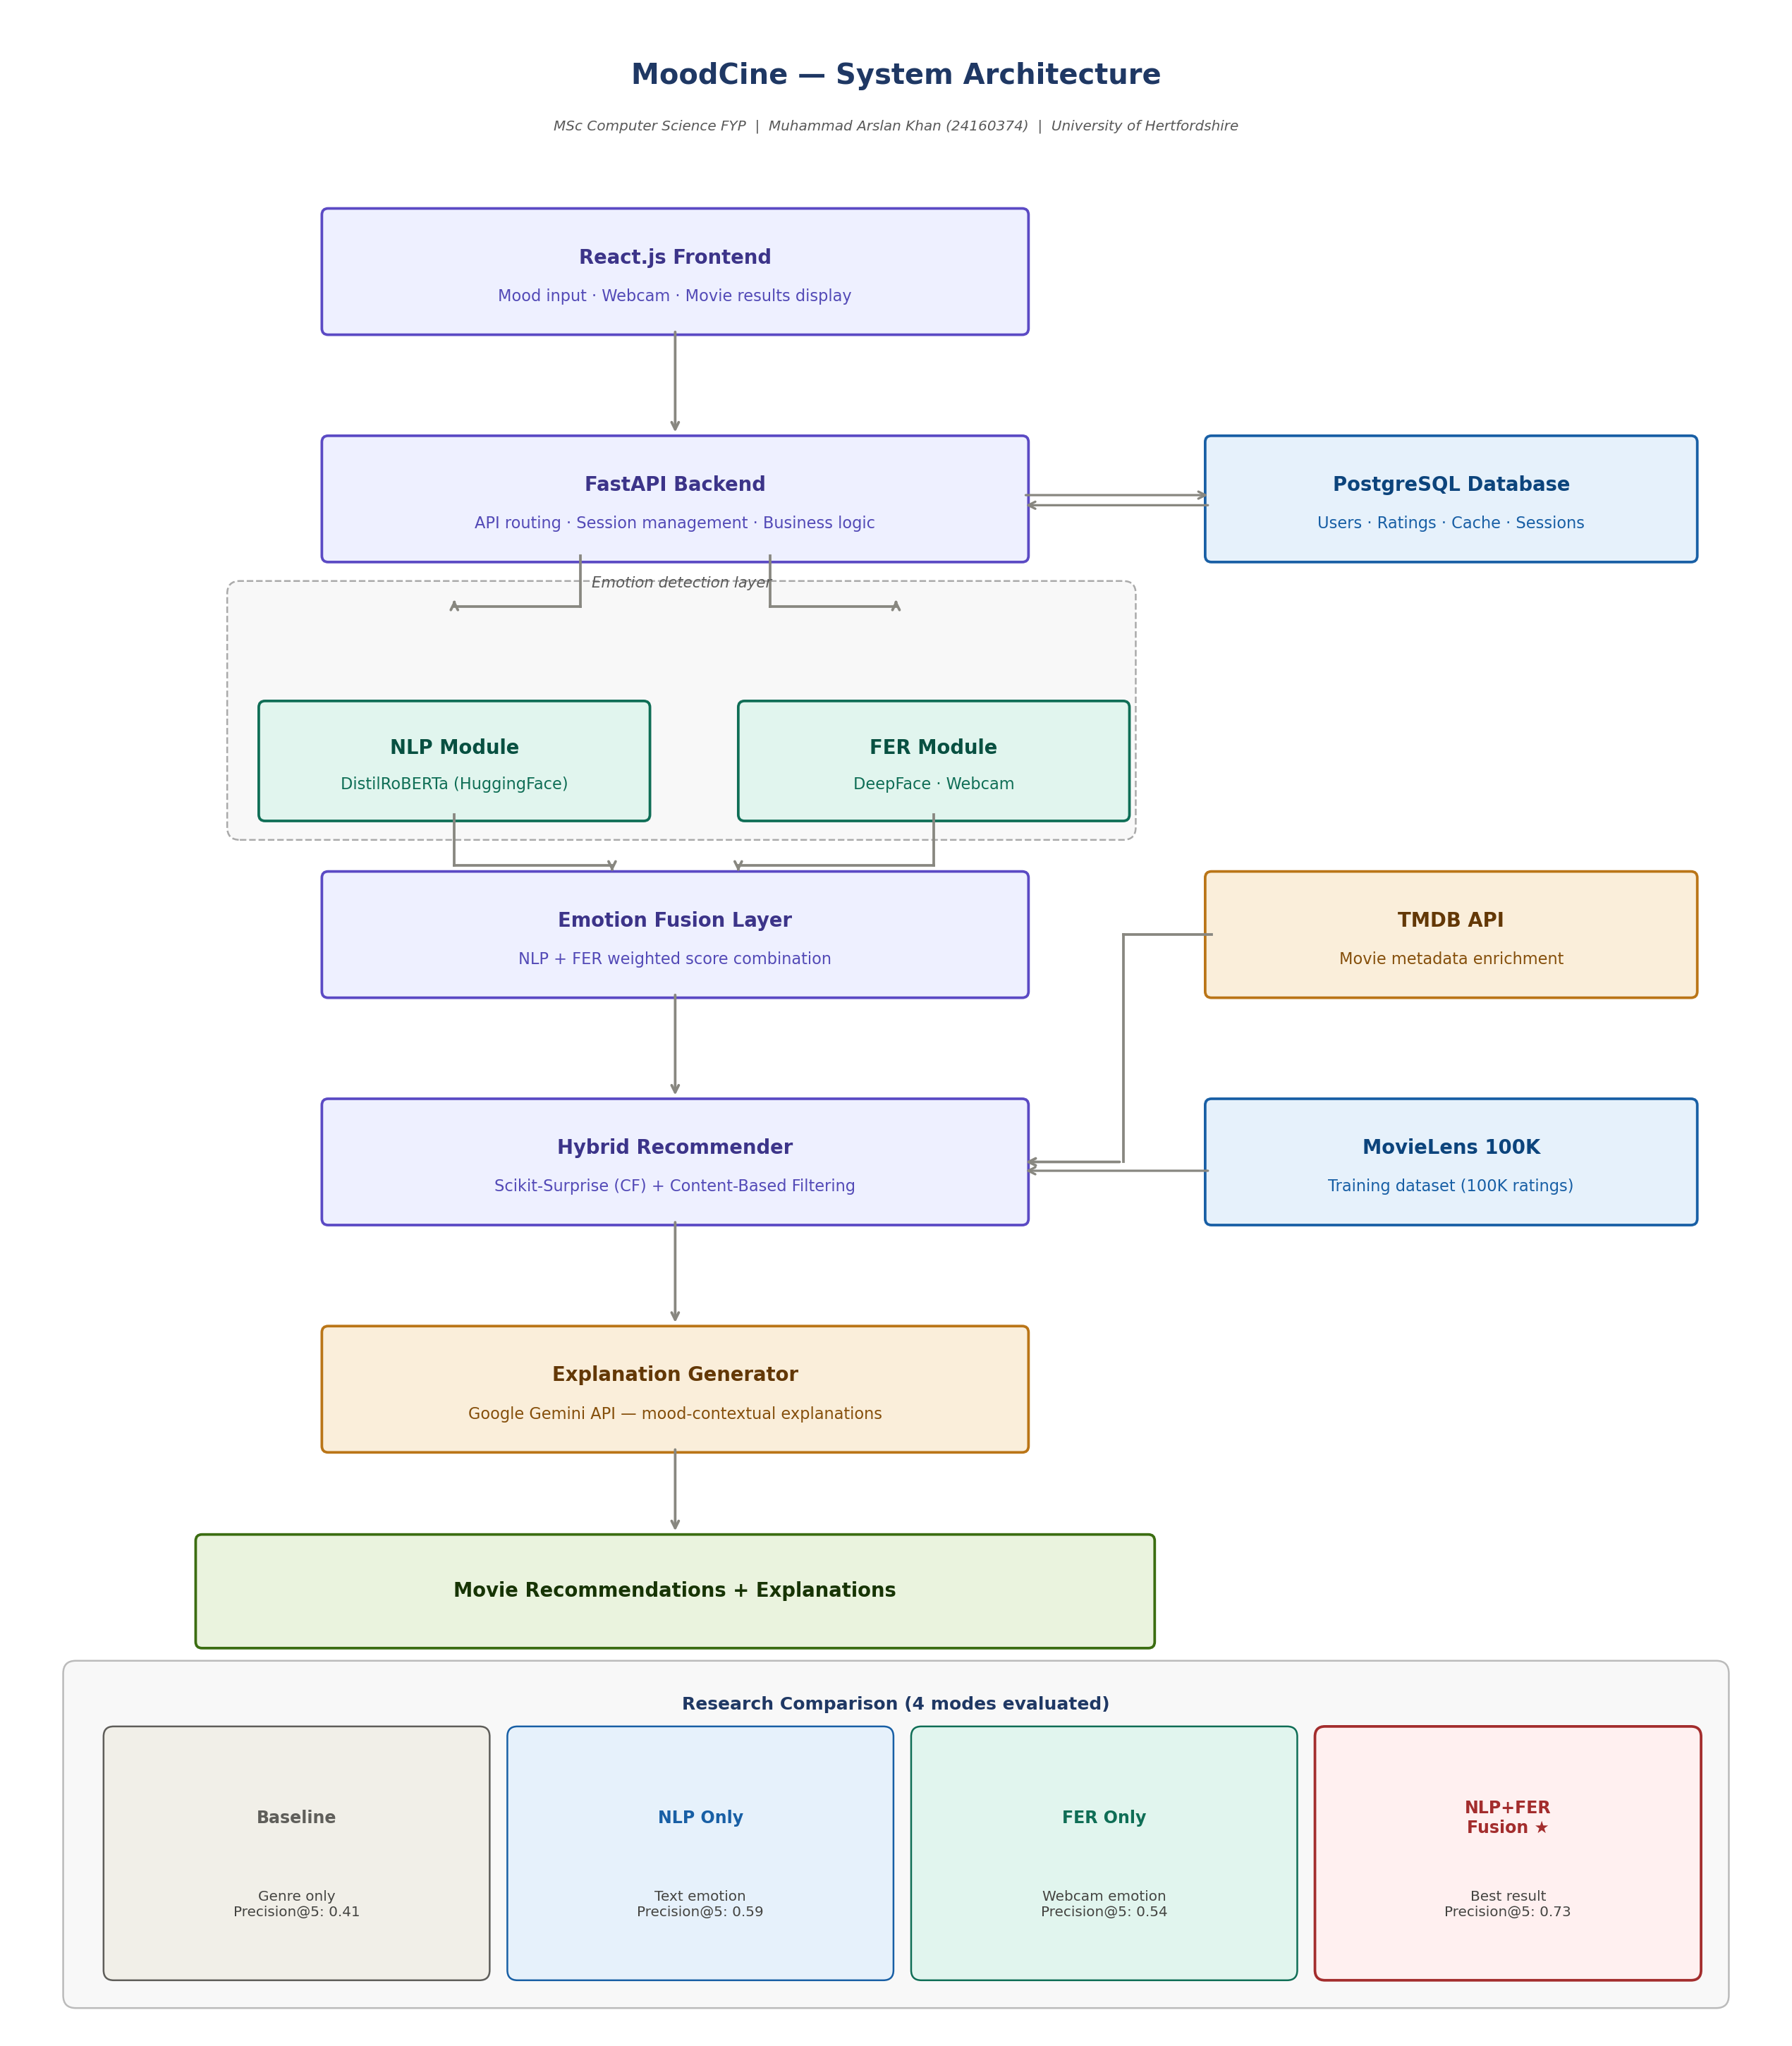 MoodCine — System Architecture
MSc Computer Science FYP | Muhammad Arslan Khan (24160374) | University of Hertfordshire
React.js Frontend
Mood input · Webcam · Movie results display
FastAPI Backend
API routing · Session management · Business logic
PostgreSQL Database
Users · Ratings · Cache · Sessions
Emotion detection layer
NLP Module
DistilRoBERTa (HuggingFace)
FER Module
DeepFace · Webcam
Emotion Fusion Layer
NLP + FER weighted score combination
TMDB API
Movie metadata enrichment
Hybrid Recommender
Scikit-Surprise (CF) + Content-Based Filtering
MovieLens 100K
Training dataset (100K ratings)
Explanation Generator
Google Gemini API — mood-contextual explanations
Movie Recommendations + Explanations
Research Comparison (4 modes evaluated)
Baseline
Genre only
Precision@5: 0.41
NLP Only
Text emotion
Precision@5: 0.59
FER Only
Webcam emotion
Precision@5: 0.54
NLP+FER
Fusion ★
Best result
Precision@5: 0.73